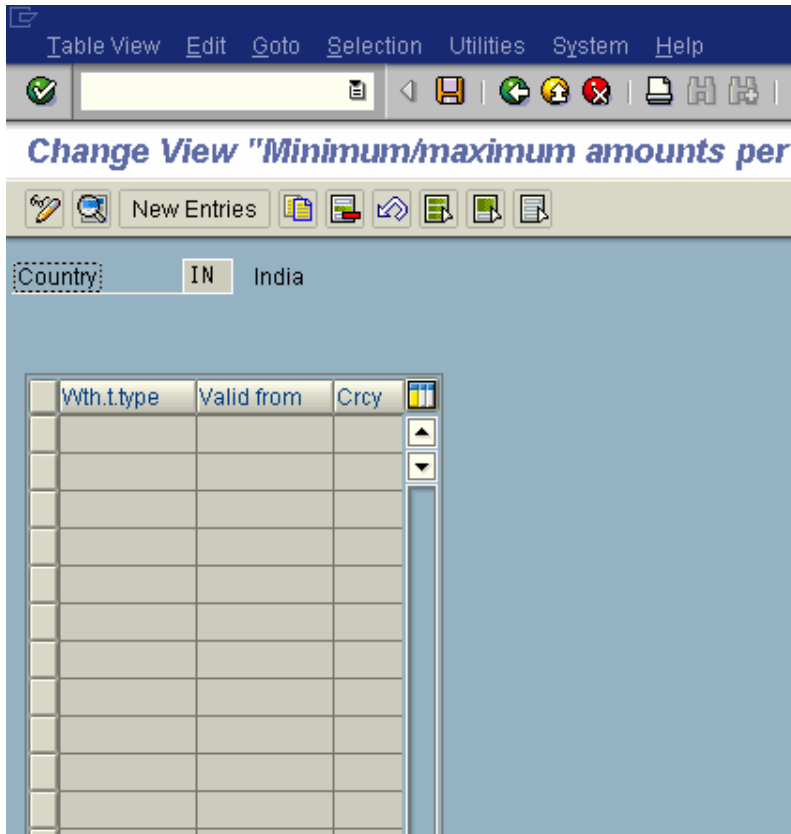 Table View Edit Goto Selection Utilities System Help
Change View "Minimum/maximum amounts per
New Entries
Country IN India
Wth.t.type Valid from Crcy